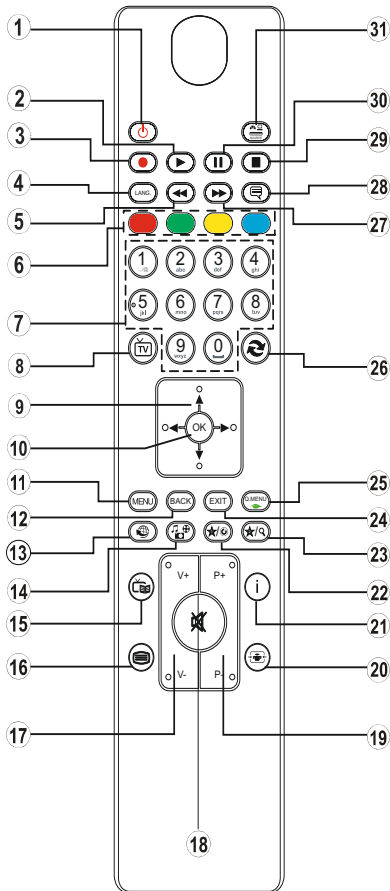 1
31
2
30
3
29
4
LANG.
28
5
27
6
1
2 abc
3 def
4 ghi
7
5 jkl
6 mno
7 pqrs
8 tuv
8
TV
9 wxyz
0
26
9
10
OK
11
MENU
BACK
EXIT
Q.MENU
25
12
24
13
23
14
22
V+
P+
i
15
21
16
20
V-
P-
17
19
18